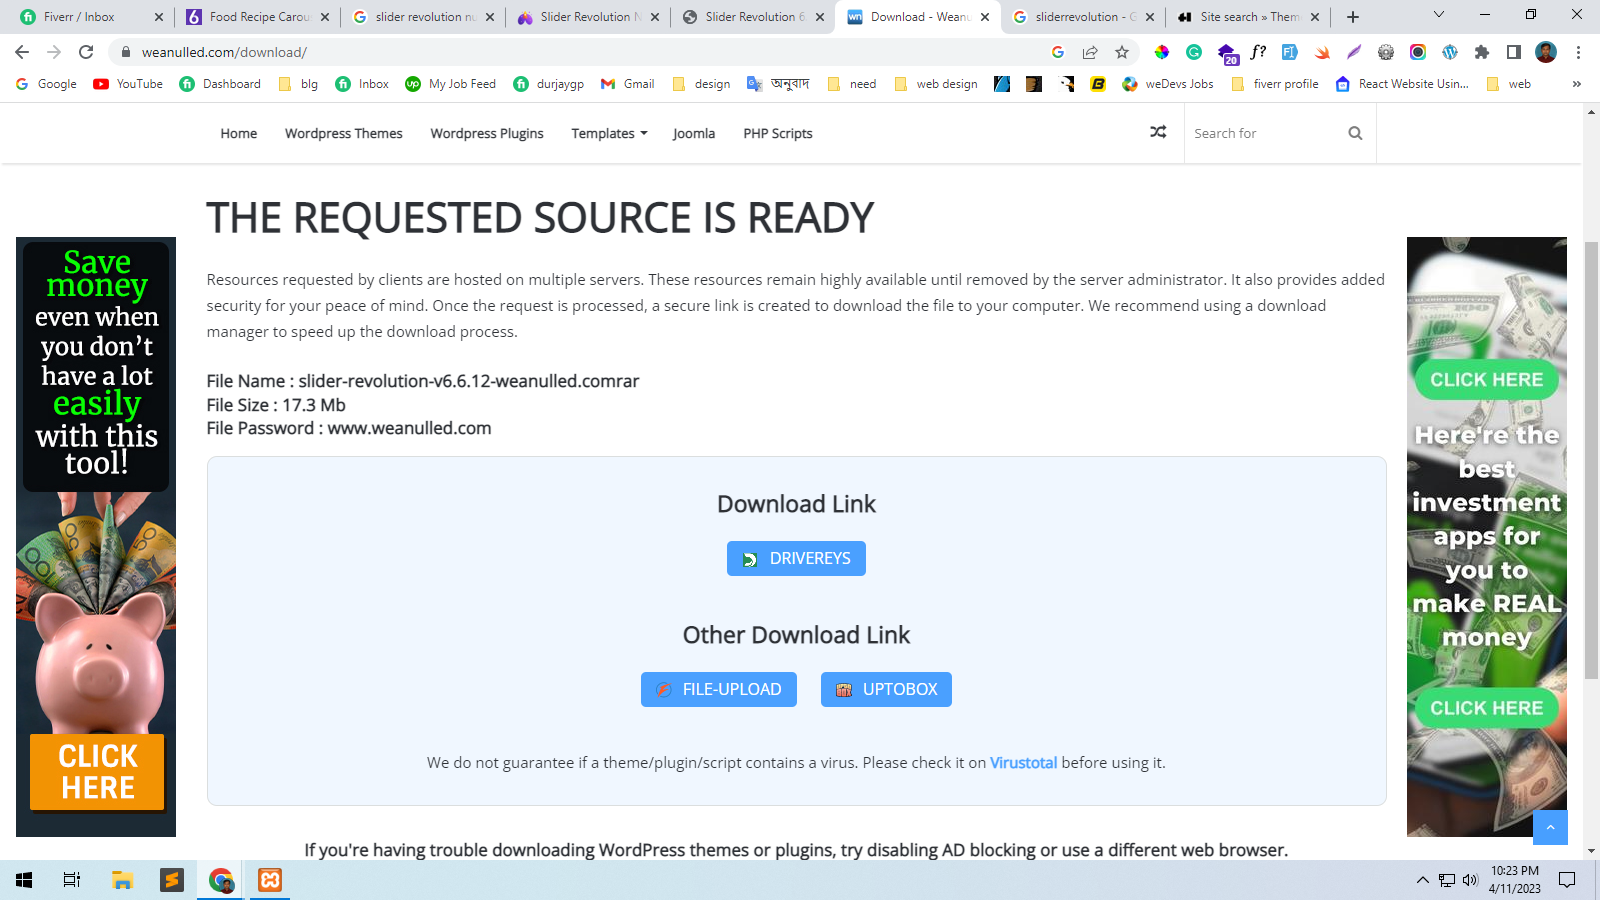 Fiverr / Inbox
Food Recipe Carou
slider revolution nu
Slider Revolution N
Slider Revolution 6
Download - Weanu
sliderrevolution - G
Site search » Them
weanulled.com/download/
20
f?
Google
YouTube
Dashboard
blg
Inbox
My Job Feed
durjaygp
Gmail
design
অনুবাদ
need
web design
weDevs Jobs
fiverr profile
React Website Usin...
web
Home
Wordpress Themes
Wordpress Plugins
Templates
Joomla
PHP Scripts
Search for
THE REQUESTED SOURCE IS READY
Resources requested by clients are hosted on multiple servers. These resources remain highly available until removed by the server administrator. It also provides added
security for your peace of mind. Once the request is processed, a secure link is created to download the file to your computer. We recommend using a download
manager to speed up the download process.
File Name : slider-revolution-v6.6.12-weanulled.comrar
File Size : 17.3 Mb
File Password : www.weanulled.com
Download Link
DRIVEREYS
Other Download Link
FILE-UPLOAD
UPTOBOX
We do not guarantee if a theme/plugin/script contains a virus. Please check it on Virustotal before using it.
If you're having trouble downloading WordPress themes or plugins, try disabling AD blocking or use a different web browser.
Save
money
even when
you don't
have a lot
easily
with this
tool!
CLICK
HERE
CLICK HERE
Here're the
best
investment
apps for
you to
make REAL
money
CLICK HERE
10:23 PM
4/11/2023